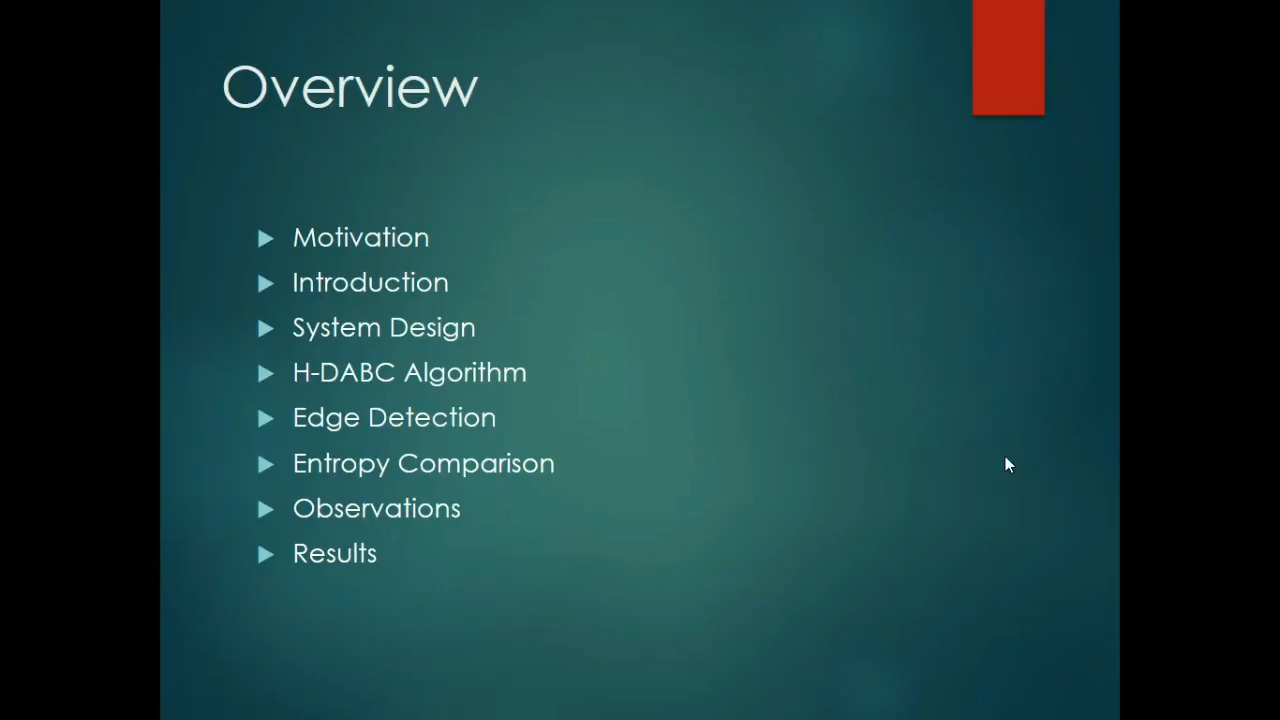 Overview
Motivation
Introduction
System Design
H-DABC Algorithm
Edge Detection
Entropy Comparison
Observations
Results